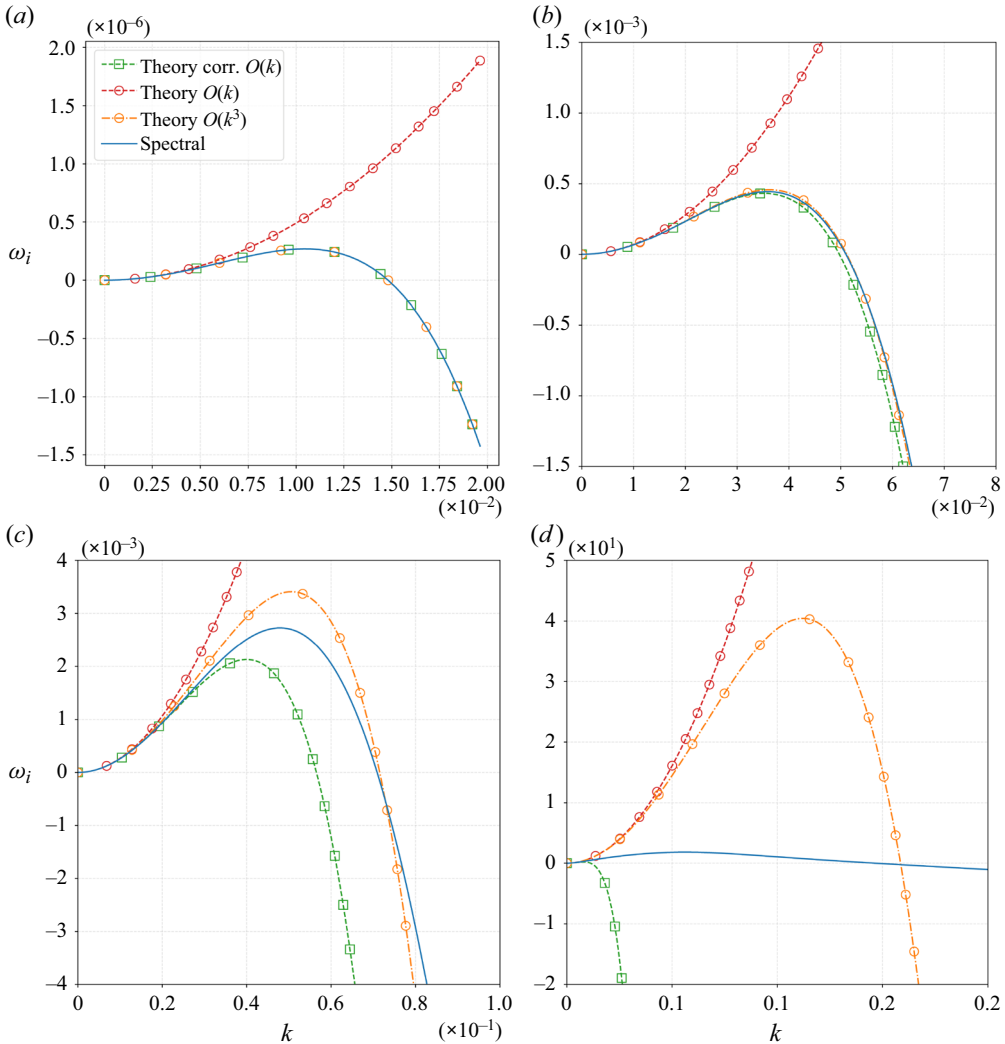 (a)
(×10–6)
2.0
1.5
1.0
0.5
0
–0.5
–1.0
–1.5
ωi
Theory corr. O(k)
Theory O(k)
Theory O(k3)
Spectral
0 0.25 0.50 0.75 1.00 1.25 1.50 1.75 2.00
(×10–2)
(b)
(×10–3)
1.5
1.0
0.5
0
–0.5
–1.0
–1.5
0 1 2 3 4 5 6 7 8
(×10–2)
(c)
(×10–3)
4
3
2
1
0
–1
–2
–3
–4
ωi
0 0.2 0.4 0.6 0.8 1.0
k
(×10–1)
(d)
(×101)
5
4
3
2
1
0
–1
–2
0 0.1 0.1 0.2 0.2
k